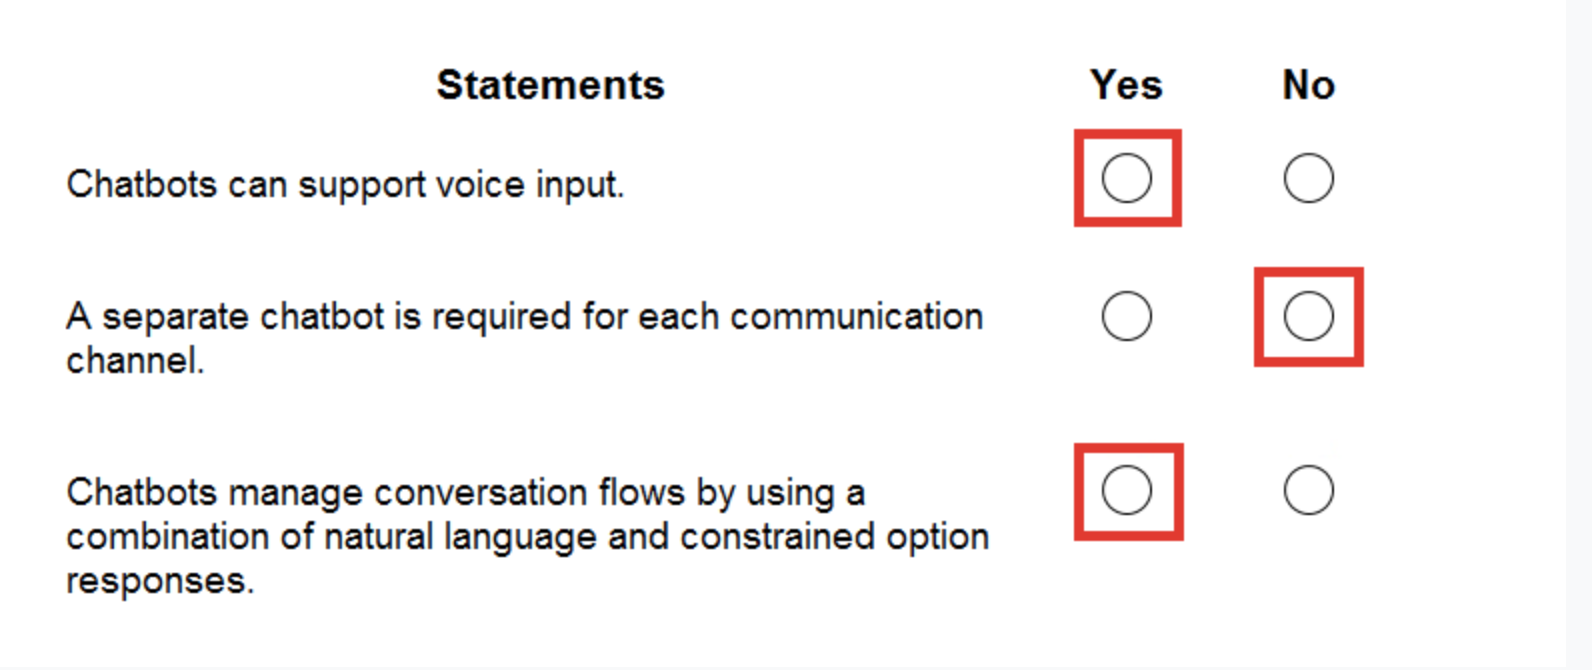 Statements Yes No
Chatbots can support voice input.
A separate chatbot is required for each communication
channel.
Chatbots manage conversation flows by using a
combination of natural language and constrained option
responses.